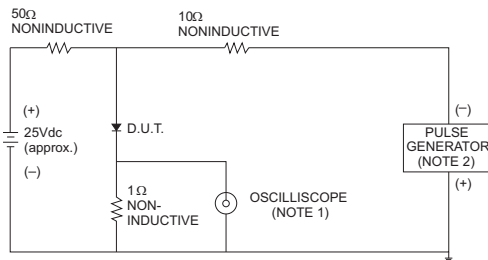 50Ω
NONINDUCTIVE
10Ω
NONINDUCTIVE
(+)
25Vdc
(approx.)
(–)
D.U.T.
1Ω
NON-
INDUCTIVE
OSCILLISCOPE
(NOTE 1)
(–)
PULSE
GENERATOR
(NOTE 2)
(+)